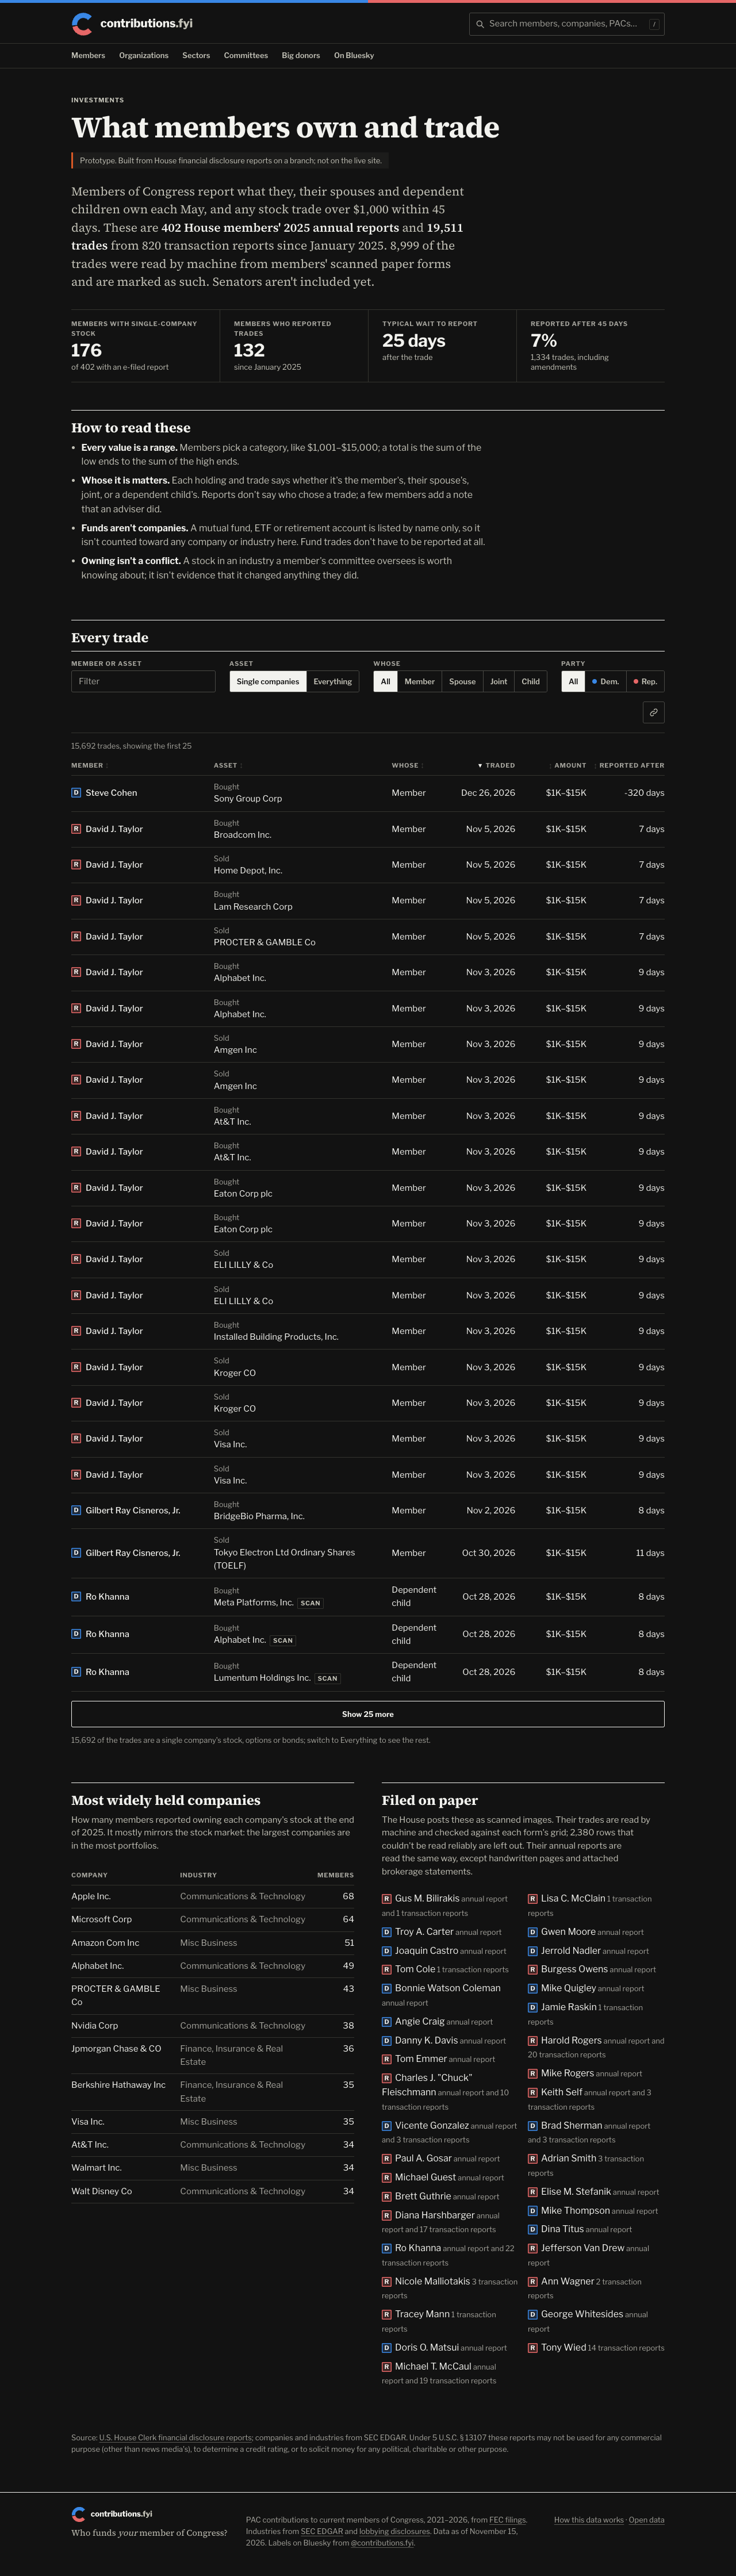 contributions.fyi
Search members, companies, PACs... /
Members Organizations Sectors Committees Big donors On Bluesky
INVESTMENTS
What members own and trade
Prototype. Built from House financial disclosure reports on a branch; not on the live site.
Members of Congress report what they, their spouses and dependent
children own each May, and any stock trade over $1,000 within 45
days. These are 402 House members' 2025 annual reports and 19,511
trades from 820 transaction reports since January 2025. 8,999 of the
trades were read by machine from members' scanned paper forms
and are marked as such. Senators aren't included yet.
MEMBERS WITH SINGLE-COMPANY
STOCK
176
of 402 with an e-filed report
MEMBERS WHO REPORTED
TRADES
132
since January 2025
TYPICAL WAIT TO REPORT
25 days
after the trade
REPORTED AFTER 45 DAYS
7%
1,334 trades, including
amendments
How to read these
• Every value is a range. Members pick a category, like $1,001–$15,000; a total is the sum of the
low ends to the sum of the high ends.
• Whose it is matters. Each holding and trade says whether it's the member's, their spouse's,
joint, or a dependent child's. Reports don't say who chose a trade; a few members add a note
that an adviser did.
• Funds aren't companies. A mutual fund, ETF or retirement account is listed by name only, so it
isn't counted toward any company or industry here. Fund trades don't have to be reported at all.
• Owning isn't a conflict. A stock in an industry a member's committee oversees is worth
knowing about; it isn't evidence that it changed anything they did.
Every trade
MEMBER OR ASSET ASSET WHOSE PARTY
Filter Single companies Everything All Member Spouse Joint Child All Dem. Rep.
15,692 trades, showing the first 25
MEMBER ASSET WHOSE ▼ TRADED AMOUNT REPORTED AFTER
D Steve Cohen Bought
Sony Group Corp Member Dec 26, 2026 $1K–$15K -320 days
R David J. Taylor Bought
Broadcom Inc. Member Nov 5, 2026 $1K–$15K 7 days
R David J. Taylor Sold
Home Depot, Inc. Member Nov 5, 2026 $1K–$15K 7 days
R David J. Taylor Bought
Lam Research Corp Member Nov 5, 2026 $1K–$15K 7 days
R David J. Taylor Sold
PROCTER & GAMBLE Co Member Nov 5, 2026 $1K–$15K 7 days
R David J. Taylor Bought
Alphabet Inc. Member Nov 3, 2026 $1K–$15K 9 days
R David J. Taylor Bought
Alphabet Inc. Member Nov 3, 2026 $1K–$15K 9 days
R David J. Taylor Sold
Amgen Inc Member Nov 3, 2026 $1K–$15K 9 days
R David J. Taylor Sold
Amgen Inc Member Nov 3, 2026 $1K–$15K 9 days
R David J. Taylor Bought
At&T Inc. Member Nov 3, 2026 $1K–$15K 9 days
R David J. Taylor Bought
At&T Inc. Member Nov 3, 2026 $1K–$15K 9 days
R David J. Taylor Bought
Eaton Corp plc Member Nov 3, 2026 $1K–$15K 9 days
R David J. Taylor Bought
Eaton Corp plc Member Nov 3, 2026 $1K–$15K 9 days
R David J. Taylor Sold
ELI LILLY & Co Member Nov 3, 2026 $1K–$15K 9 days
R David J. Taylor Sold
ELI LILLY & Co Member Nov 3, 2026 $1K–$15K 9 days
R David J. Taylor Bought
Installed Building Products, Inc. Member Nov 3, 2026 $1K–$15K 9 days
R David J. Taylor Sold
Kroger CO Member Nov 3, 2026 $1K–$15K 9 days
R David J. Taylor Sold
Kroger CO Member Nov 3, 2026 $1K–$15K 9 days
R David J. Taylor Sold
Visa Inc. Member Nov 3, 2026 $1K–$15K 9 days
R David J. Taylor Sold
Visa Inc. Member Nov 3, 2026 $1K–$15K 9 days
D Gilbert Ray Cisneros, Jr. Bought
BridgeBio Pharma, Inc. Member Nov 2, 2026 $1K–$15K 8 days
D Gilbert Ray Cisneros, Jr. Sold
Tokyo Electron Ltd Ordinary Shares
(TOELF) Member Oct 30, 2026 $1K–$15K 11 days
D Ro Khanna Bought
Meta Platforms, Inc. SCAN Dependent
child Oct 28, 2026 $1K–$15K 8 days
D Ro Khanna Bought
Alphabet Inc. SCAN Dependent
child Oct 28, 2026 $1K–$15K 8 days
D Ro Khanna Bought
Lumentum Holdings Inc. SCAN Dependent
child Oct 28, 2026 $1K–$15K 8 days
Show 25 more
15,692 of the trades are a single company's stock, options or bonds; switch to Everything to see the rest.
Most widely held companies
How many members reported owning each company's stock at the end
of 2025. It mostly mirrors the stock market: the largest companies are
in the most portfolios.
COMPANY INDUSTRY MEMBERS
Apple Inc. Communications & Technology 68
Microsoft Corp Communications & Technology 64
Amazon Com Inc Misc Business 51
Alphabet Inc. Communications & Technology 49
PROCTER & GAMBLE
Co Misc Business 43
Nvidia Corp Communications & Technology 38
Jpmorgan Chase & CO Finance, Insurance & Real
Estate 36
Berkshire Hathaway Inc Finance, Insurance & Real
Estate 35
Visa Inc. Misc Business 35
At&T Inc. Communications & Technology 34
Walmart Inc. Misc Business 34
Walt Disney Co Communications & Technology 34
Filed on paper
The House posts these as scanned images. Their trades are read by
machine and checked against each form's grid; 2,380 rows that
couldn't be read reliably are left out. Their annual reports are
read the same way, except handwritten pages and attached
brokerage statements.
R Gus M. Bilirakis annual report
and 1 transaction reports
D Troy A. Carter annual report
D Joaquin Castro annual report
R Tom Cole 1 transaction reports
D Bonnie Watson Coleman
annual report
D Angie Craig annual report
D Danny K. Davis annual report
R Tom Emmer annual report
R Charles J. "Chuck"
Fleischmann annual report and 10
transaction reports
D Vicente Gonzalez annual report
and 3 transaction reports
R Paul A. Gosar annual report
R Michael Guest annual report
R Brett Guthrie annual report
R Diana Harshbarger annual
report and 17 transaction reports
D Ro Khanna annual report and 22
transaction reports
R Nicole Malliotakis 3 transaction
reports
R Tracey Mann 1 transaction
reports
D Doris O. Matsui annual report
R Michael T. McCaul annual
report and 19 transaction reports
R Lisa C. McClain 1 transaction
reports
D Gwen Moore annual report
D Jerrold Nadler annual report
R Burgess Owens annual report
D Mike Quigley annual report
D Jamie Raskin 1 transaction
reports
R Harold Rogers annual report and
20 transaction reports
R Mike Rogers annual report
R Keith Self annual report and 3
transaction reports
D Brad Sherman annual report
and 3 transaction reports
R Adrian Smith 3 transaction
reports
R Elise M. Stefanik annual report
D Mike Thompson annual report
D Dina Titus annual report
R Jefferson Van Drew annual
report
R Ann Wagner 2 transaction
reports
D George Whitesides annual
report
R Tony Wied 14 transaction reports
Source: U.S. House Clerk financial disclosure reports; companies and industries from SEC EDGAR. Under 5 U.S.C. § 13107 these reports may not be used for any commercial
purpose (other than news media's), to determine a credit rating, or to solicit money for any political, charitable or other purpose.
contributions.fyi
Who funds your member of Congress?
PAC contributions to current members of Congress, 2021–2026, from FEC filings.
Industries from SEC EDGAR and lobbying disclosures. Data as of November 15,
2026. Labels on Bluesky from @contributions.fyi.
How this data works · Open data